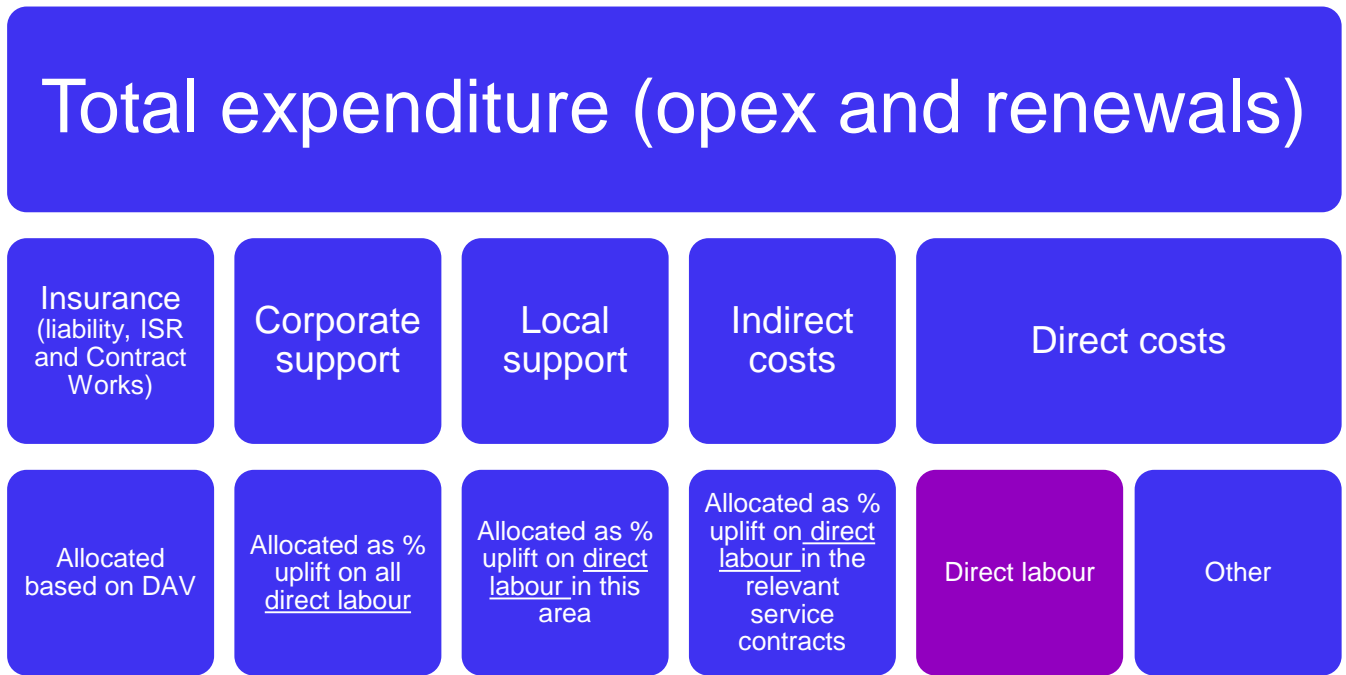 Total expenditure (opex and renewals)
Insurance
(liability, ISR
and Contract
Works)
Corporate
support
Local
support
Indirect
costs
Direct costs
Allocated
based on DAV
Allocated as %
uplift on all
direct labour
Allocated as %
uplift on direct
labour in this
area
Allocated as %
uplift on direct
labour in the
relevant
service
contracts
Direct labour
Other